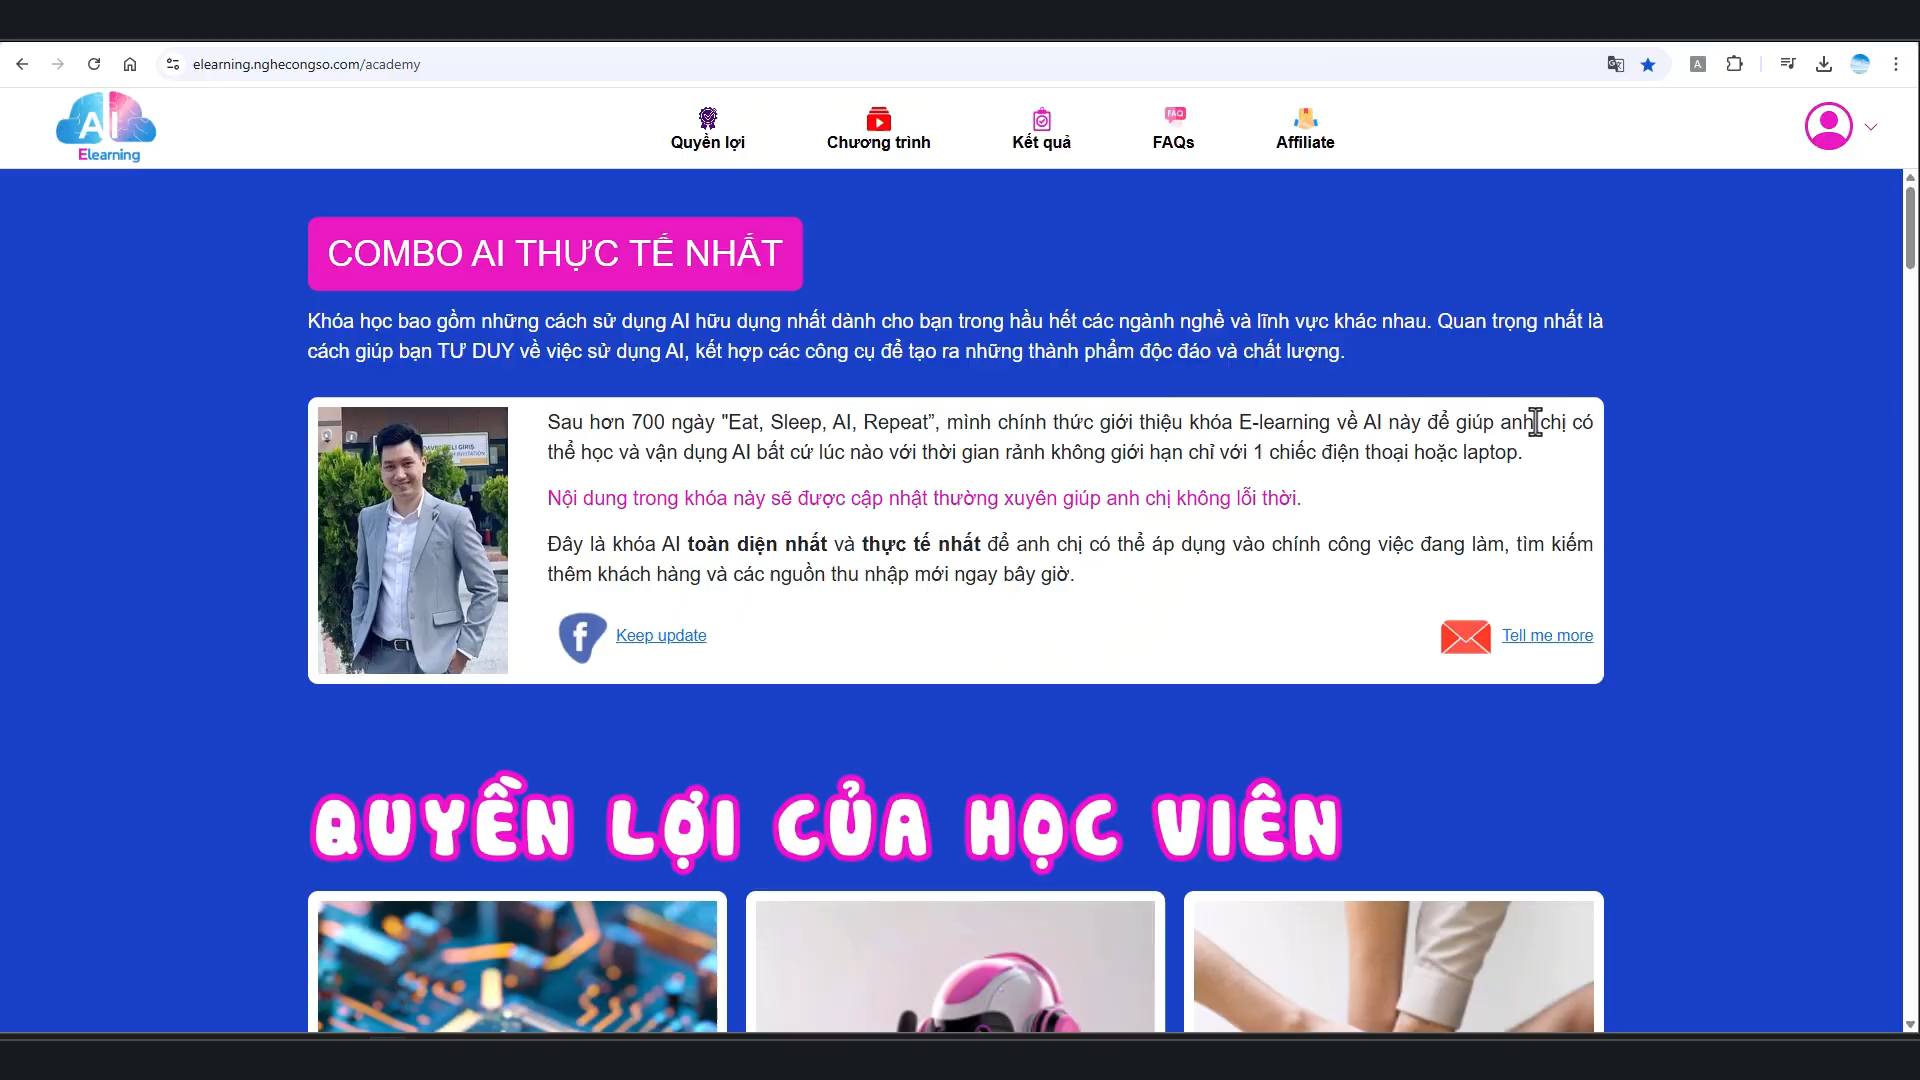 elearning.nghecongso.com/academy
A
AI
Elearning
Quyền lợi
Chương trình
Kết quả
FAQ
FAQs
Affiliate
COMBO AI THỰC TẾ NHẤT
Khóa học bao gồm những cách sử dụng AI hữu dụng nhất dành cho bạn trong hầu hết các ngành nghề và lĩnh vực khác nhau. Quan trọng nhất là
cách giúp bạn TƯ DUY về việc sử dụng AI, kết hợp các công cụ để tạo ra những thành phẩm độc đáo và chất lượng.
Sau hơn 700 ngày "Eat, Sleep, AI, Repeat”, mình chính thức giới thiệu khóa E-learning về AI này để giúp anh chị có
thể học và vận dụng AI bất cứ lúc nào với thời gian rảnh không giới hạn chỉ với 1 chiếc điện thoại hoặc laptop.
Nội dung trong khóa này sẽ được cập nhật thường xuyên giúp anh chị không lỗi thời.
Đây là khóa AI toàn diện nhất và thực tế nhất để anh chị có thể áp dụng vào chính công việc đang làm, tìm kiếm
thêm khách hàng và các nguồn thu nhập mới ngay bây giờ.
f
Keep update
Tell me more
QUYỀN LỢI CỦA HỌC VIÊN